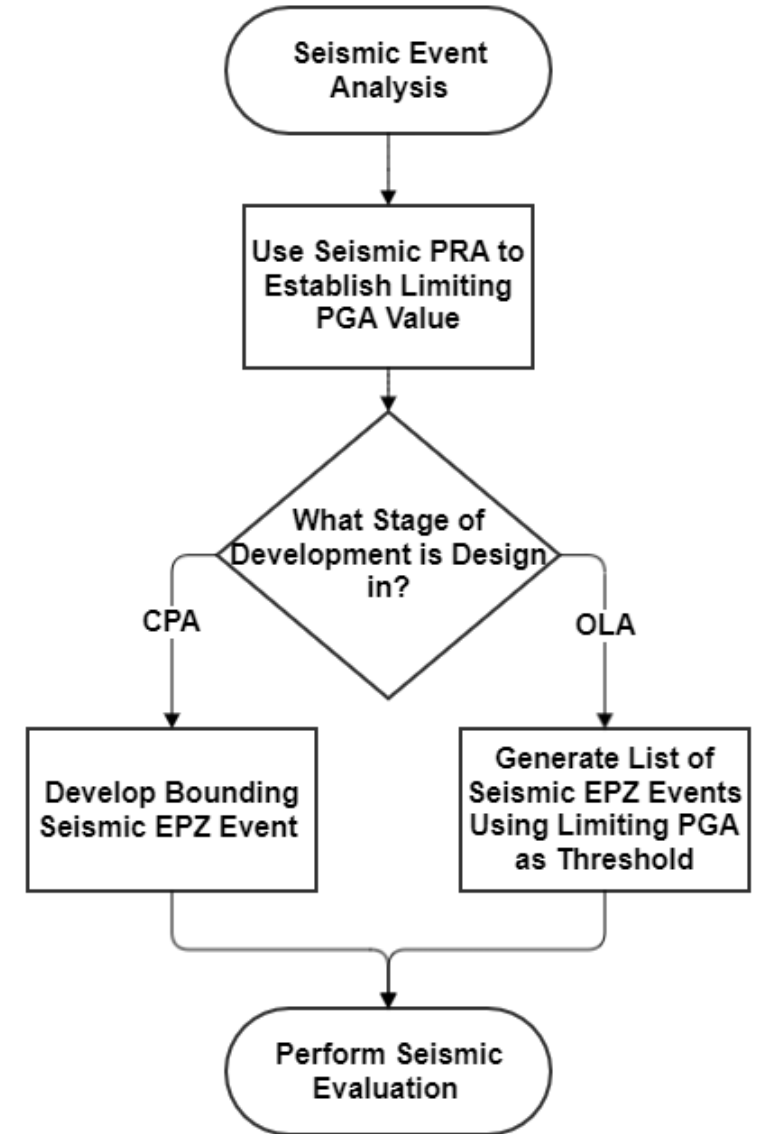 Seismic Event
Analysis
Use Seismic PRA to
Establish Limiting
PGA Value
What Stage of
Development is Design
in?
CPA
OLA
Develop Bounding
Seismic EPZ Event
Generate List of
Seismic EPZ Events
Using Limiting PGA
as Threshold
Perform Seismic
Evaluation